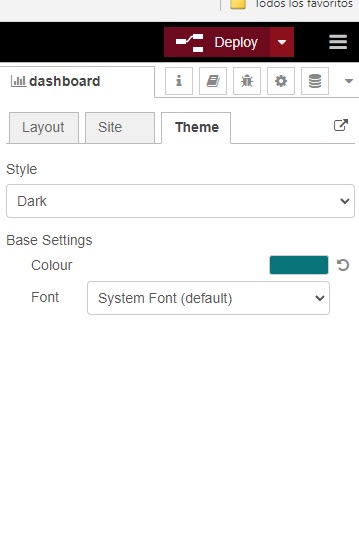 Todos los favoritos
Deploy
dashboard
Layout
Site
Theme
Style
Dark
Base Settings
Colour
Font
System Font (default)